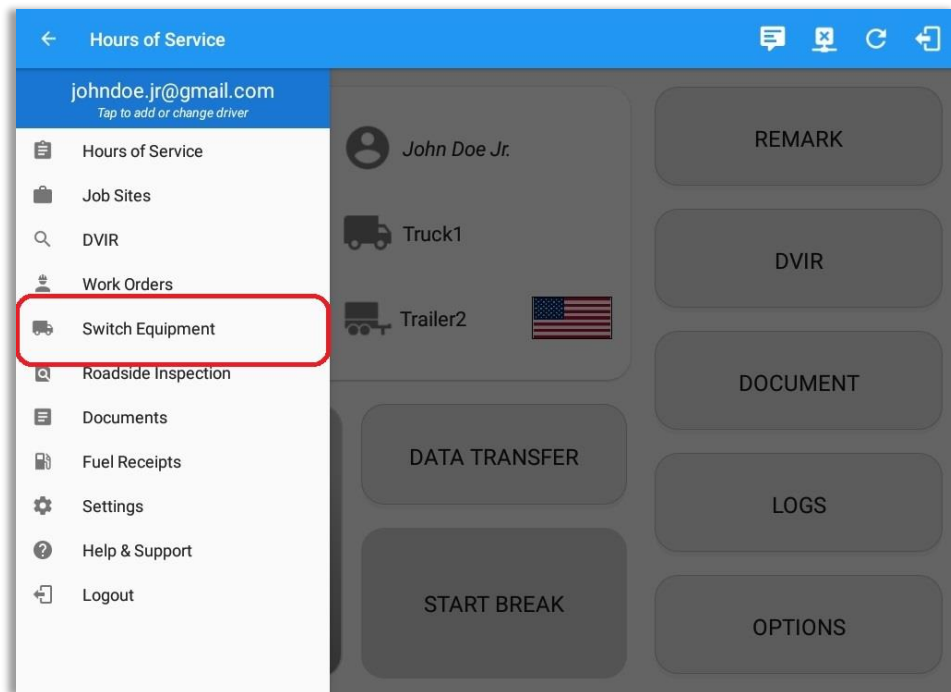 Hours of Service
johndoe.jr@gmail.com
Tap to add or change driver
Hours of Service
Job Sites
DVIR
Work Orders
Switch Equipment
Roadside Inspection
Documents
Fuel Receipts
Settings
Help & Support
Logout
John Doe Jr.
Truck1
Trailer2
DATA TRANSFER
START BREAK
REMARK
DVIR
DOCUMENT
LOGS
OPTIONS